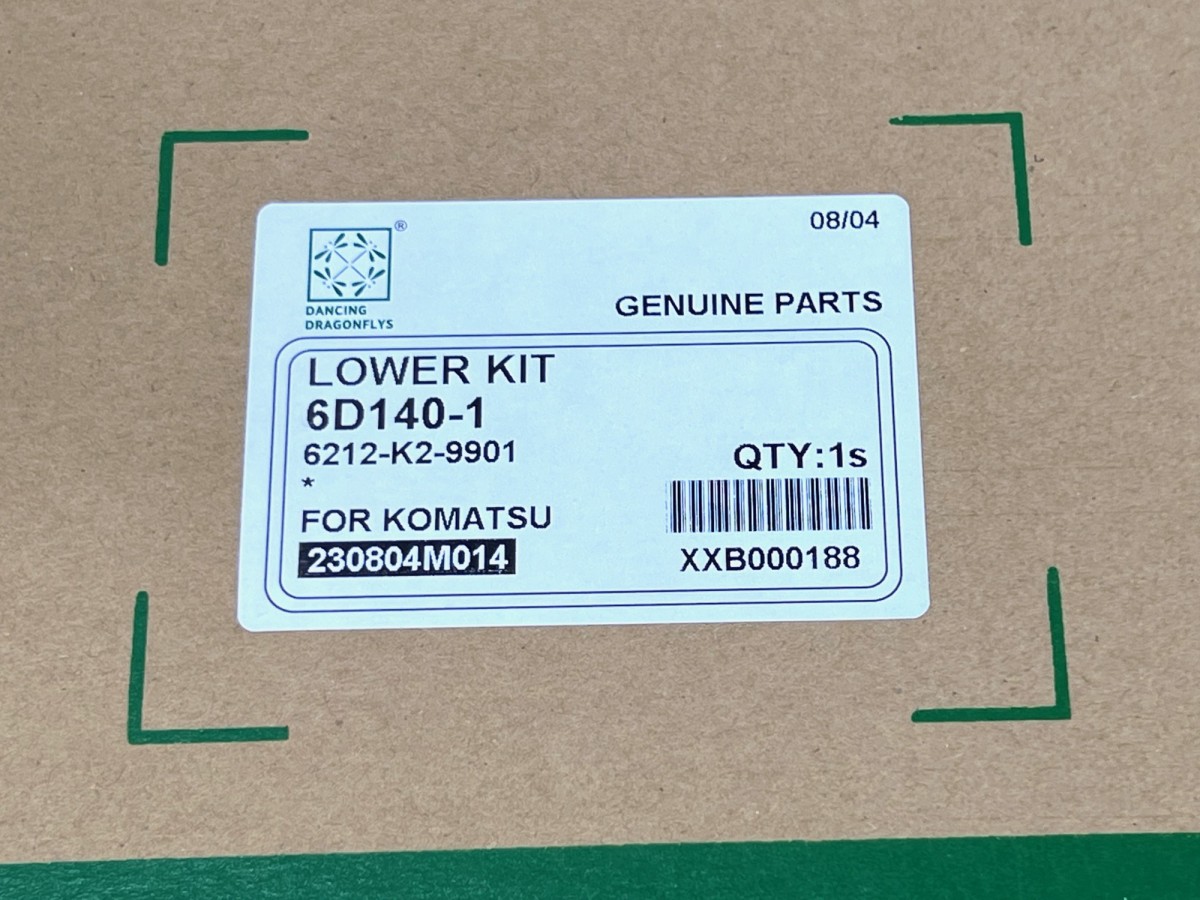 ®
DANCING
DRAGONFLYS
08/04
GENUINE PARTS
LOWER KIT
6D140-1
6212-K2-9901
*
FOR KOMATSU
230804M014
QTY:1s
XXB000188